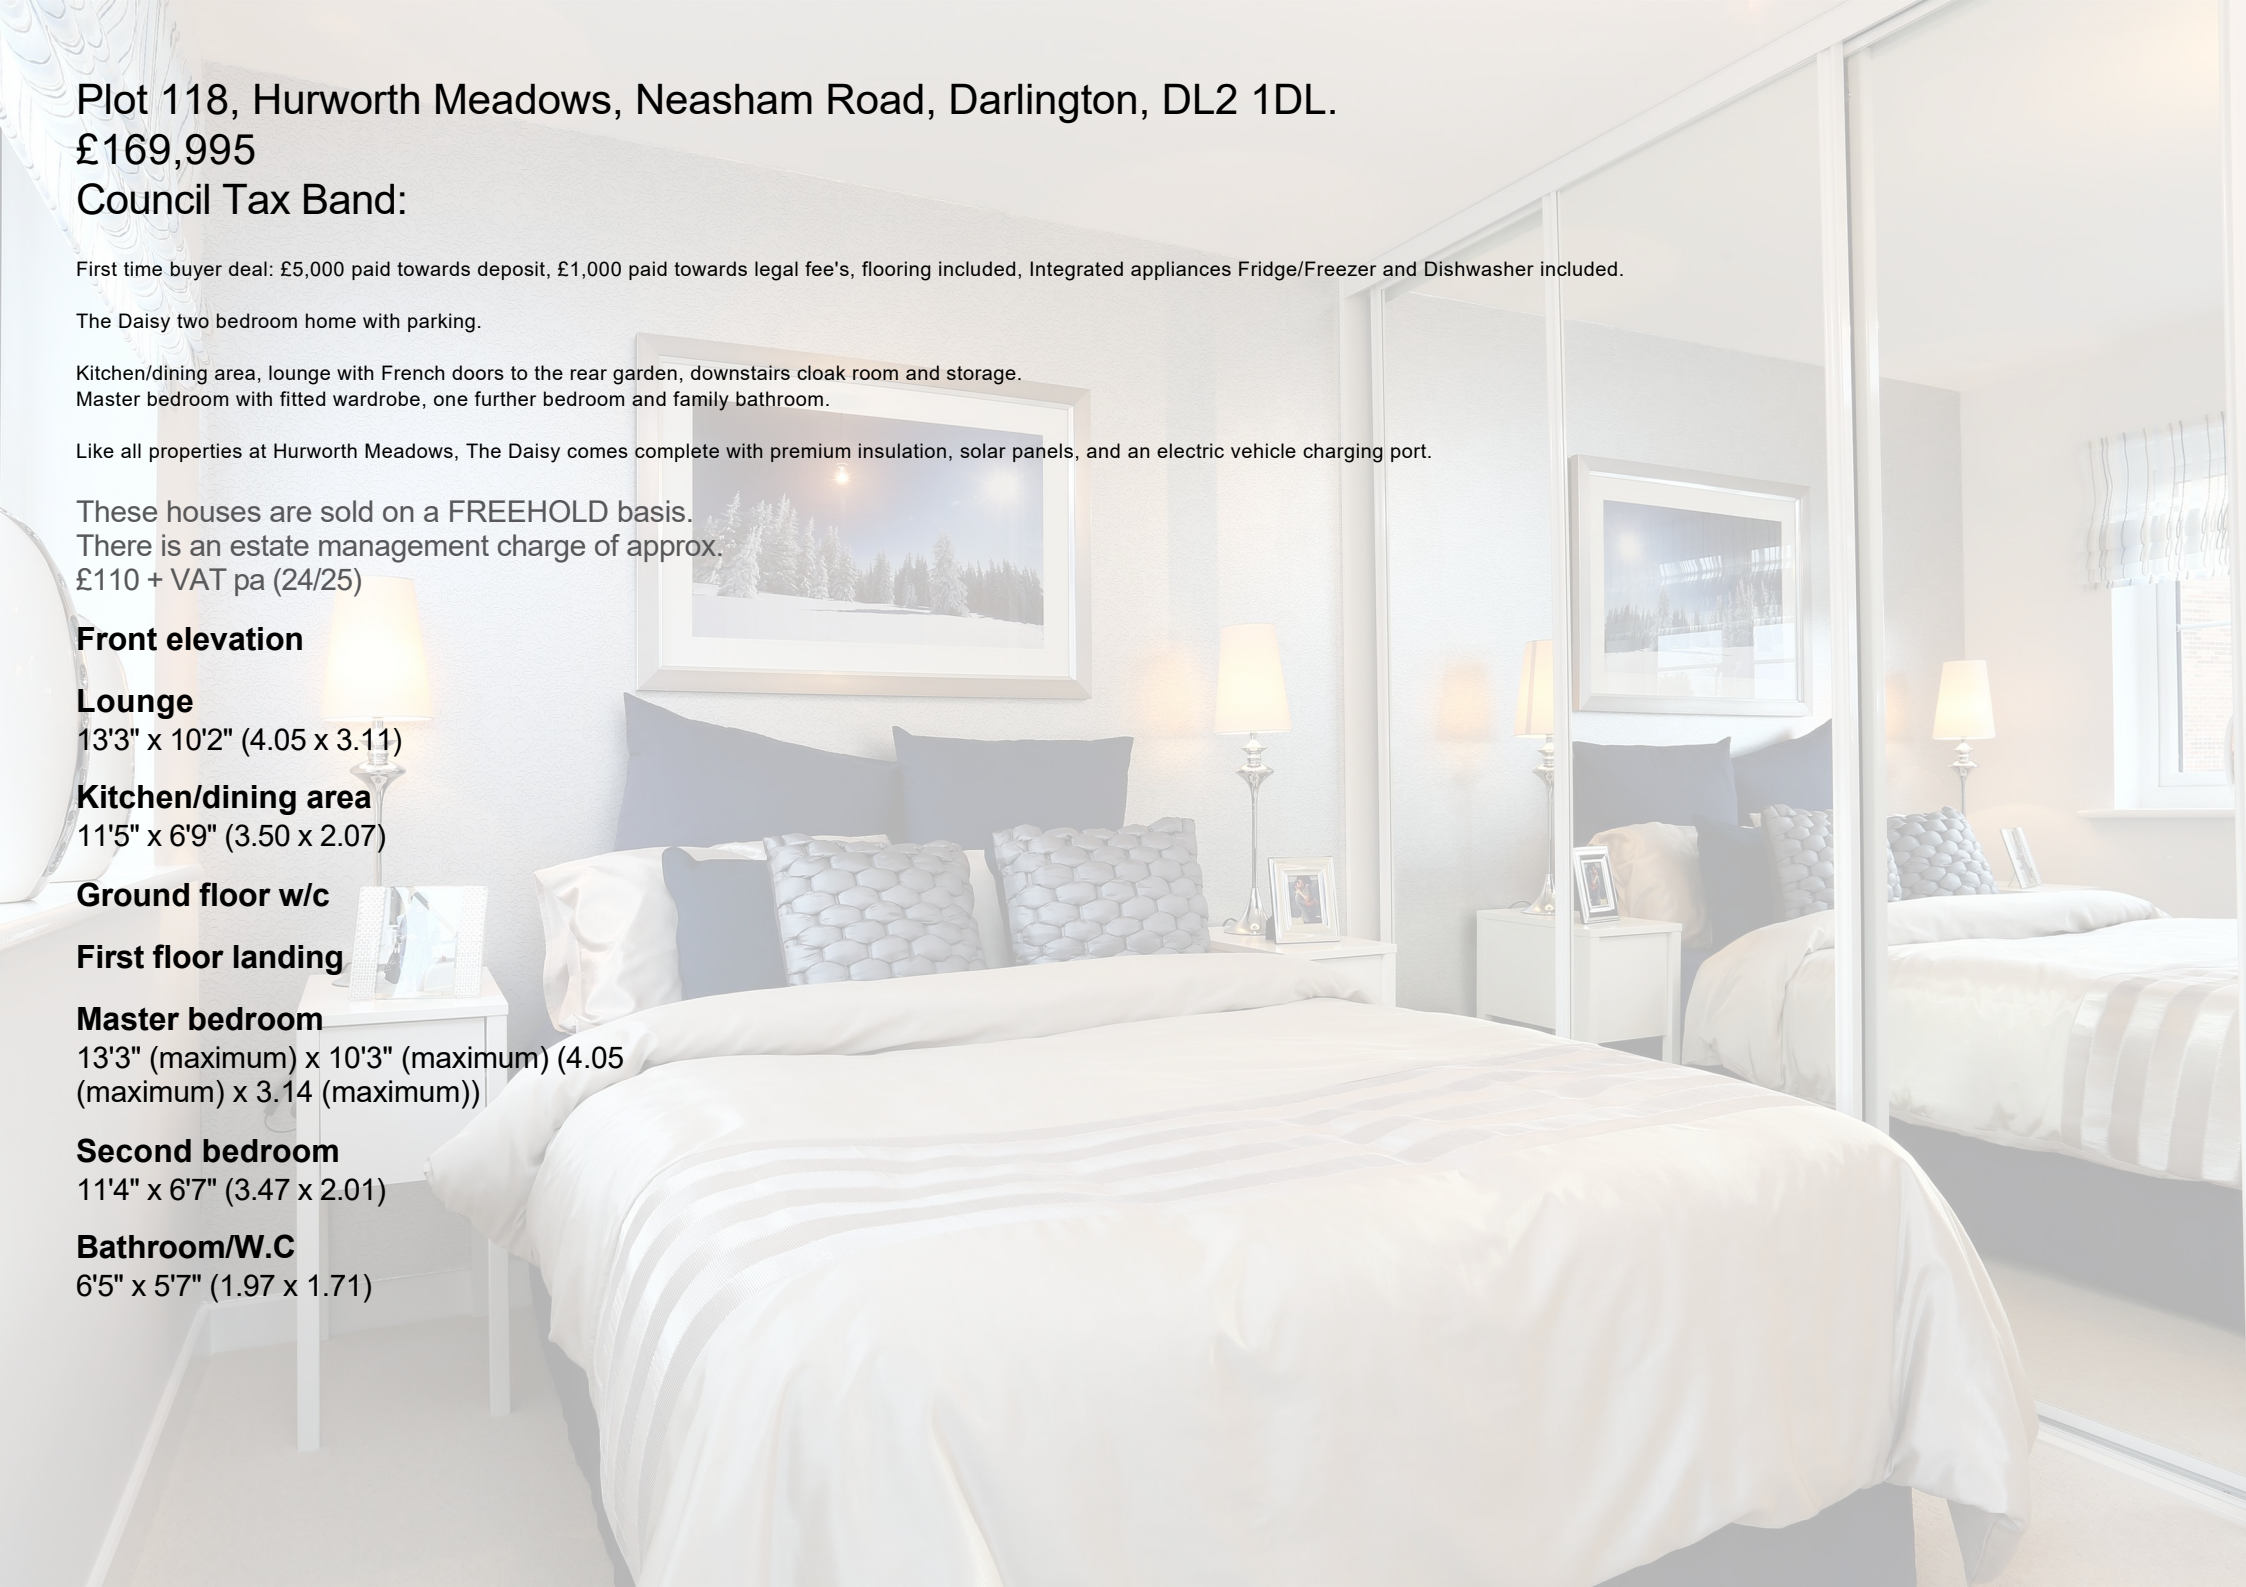 Plot 118, Hurworth Meadows, Neasham Road, Darlington, DL2 1DL.
£169,995
Council Tax Band:
First time buyer deal: £5,000 paid towards deposit, £1,000 paid towards legal fee's, flooring included, Integrated appliances Fridge/Freezer and Dishwasher included.
The Daisy two bedroom home with parking.
Kitchen/dining area, lounge with French doors to the rear garden, downstairs cloak room and storage.
Master bedroom with fitted wardrobe, one further bedroom and family bathroom.
Like all properties at Hurworth Meadows, The Daisy comes complete with premium insulation, solar panels, and an electric vehicle charging port.
These houses are sold on a FREEHOLD basis.
There is an estate management charge of approx.
£110 + VAT pa (24/25)
Front elevation
Lounge
13'3" x 10'2" (4.05 x 3.11)
Kitchen/dining area
11'5" x 6'9" (3.50 x 2.07)
Ground floor w/c
First floor landing
Master bedroom
13'3" (maximum) x 10'3" (maximum) (4.05
(maximum) x 3.14 (maximum))
Second bedroom
11'4" x 6'7" (3.47 x 2.01)
Bathroom/W.C
6'5" x 5'7" (1.97 x 1.71)